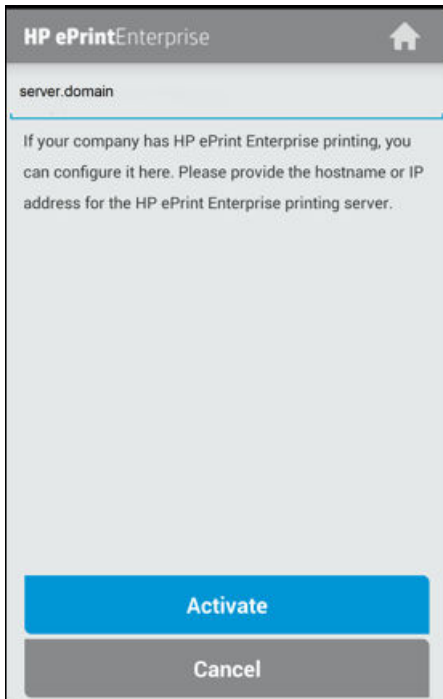 HP ePrintEnterprise
server.domain
If your company has HP ePrint Enterprise printing, you
can configure it here. Please provide the hostname or IP
address for the HP ePrint Enterprise printing server.
Activate
Cancel